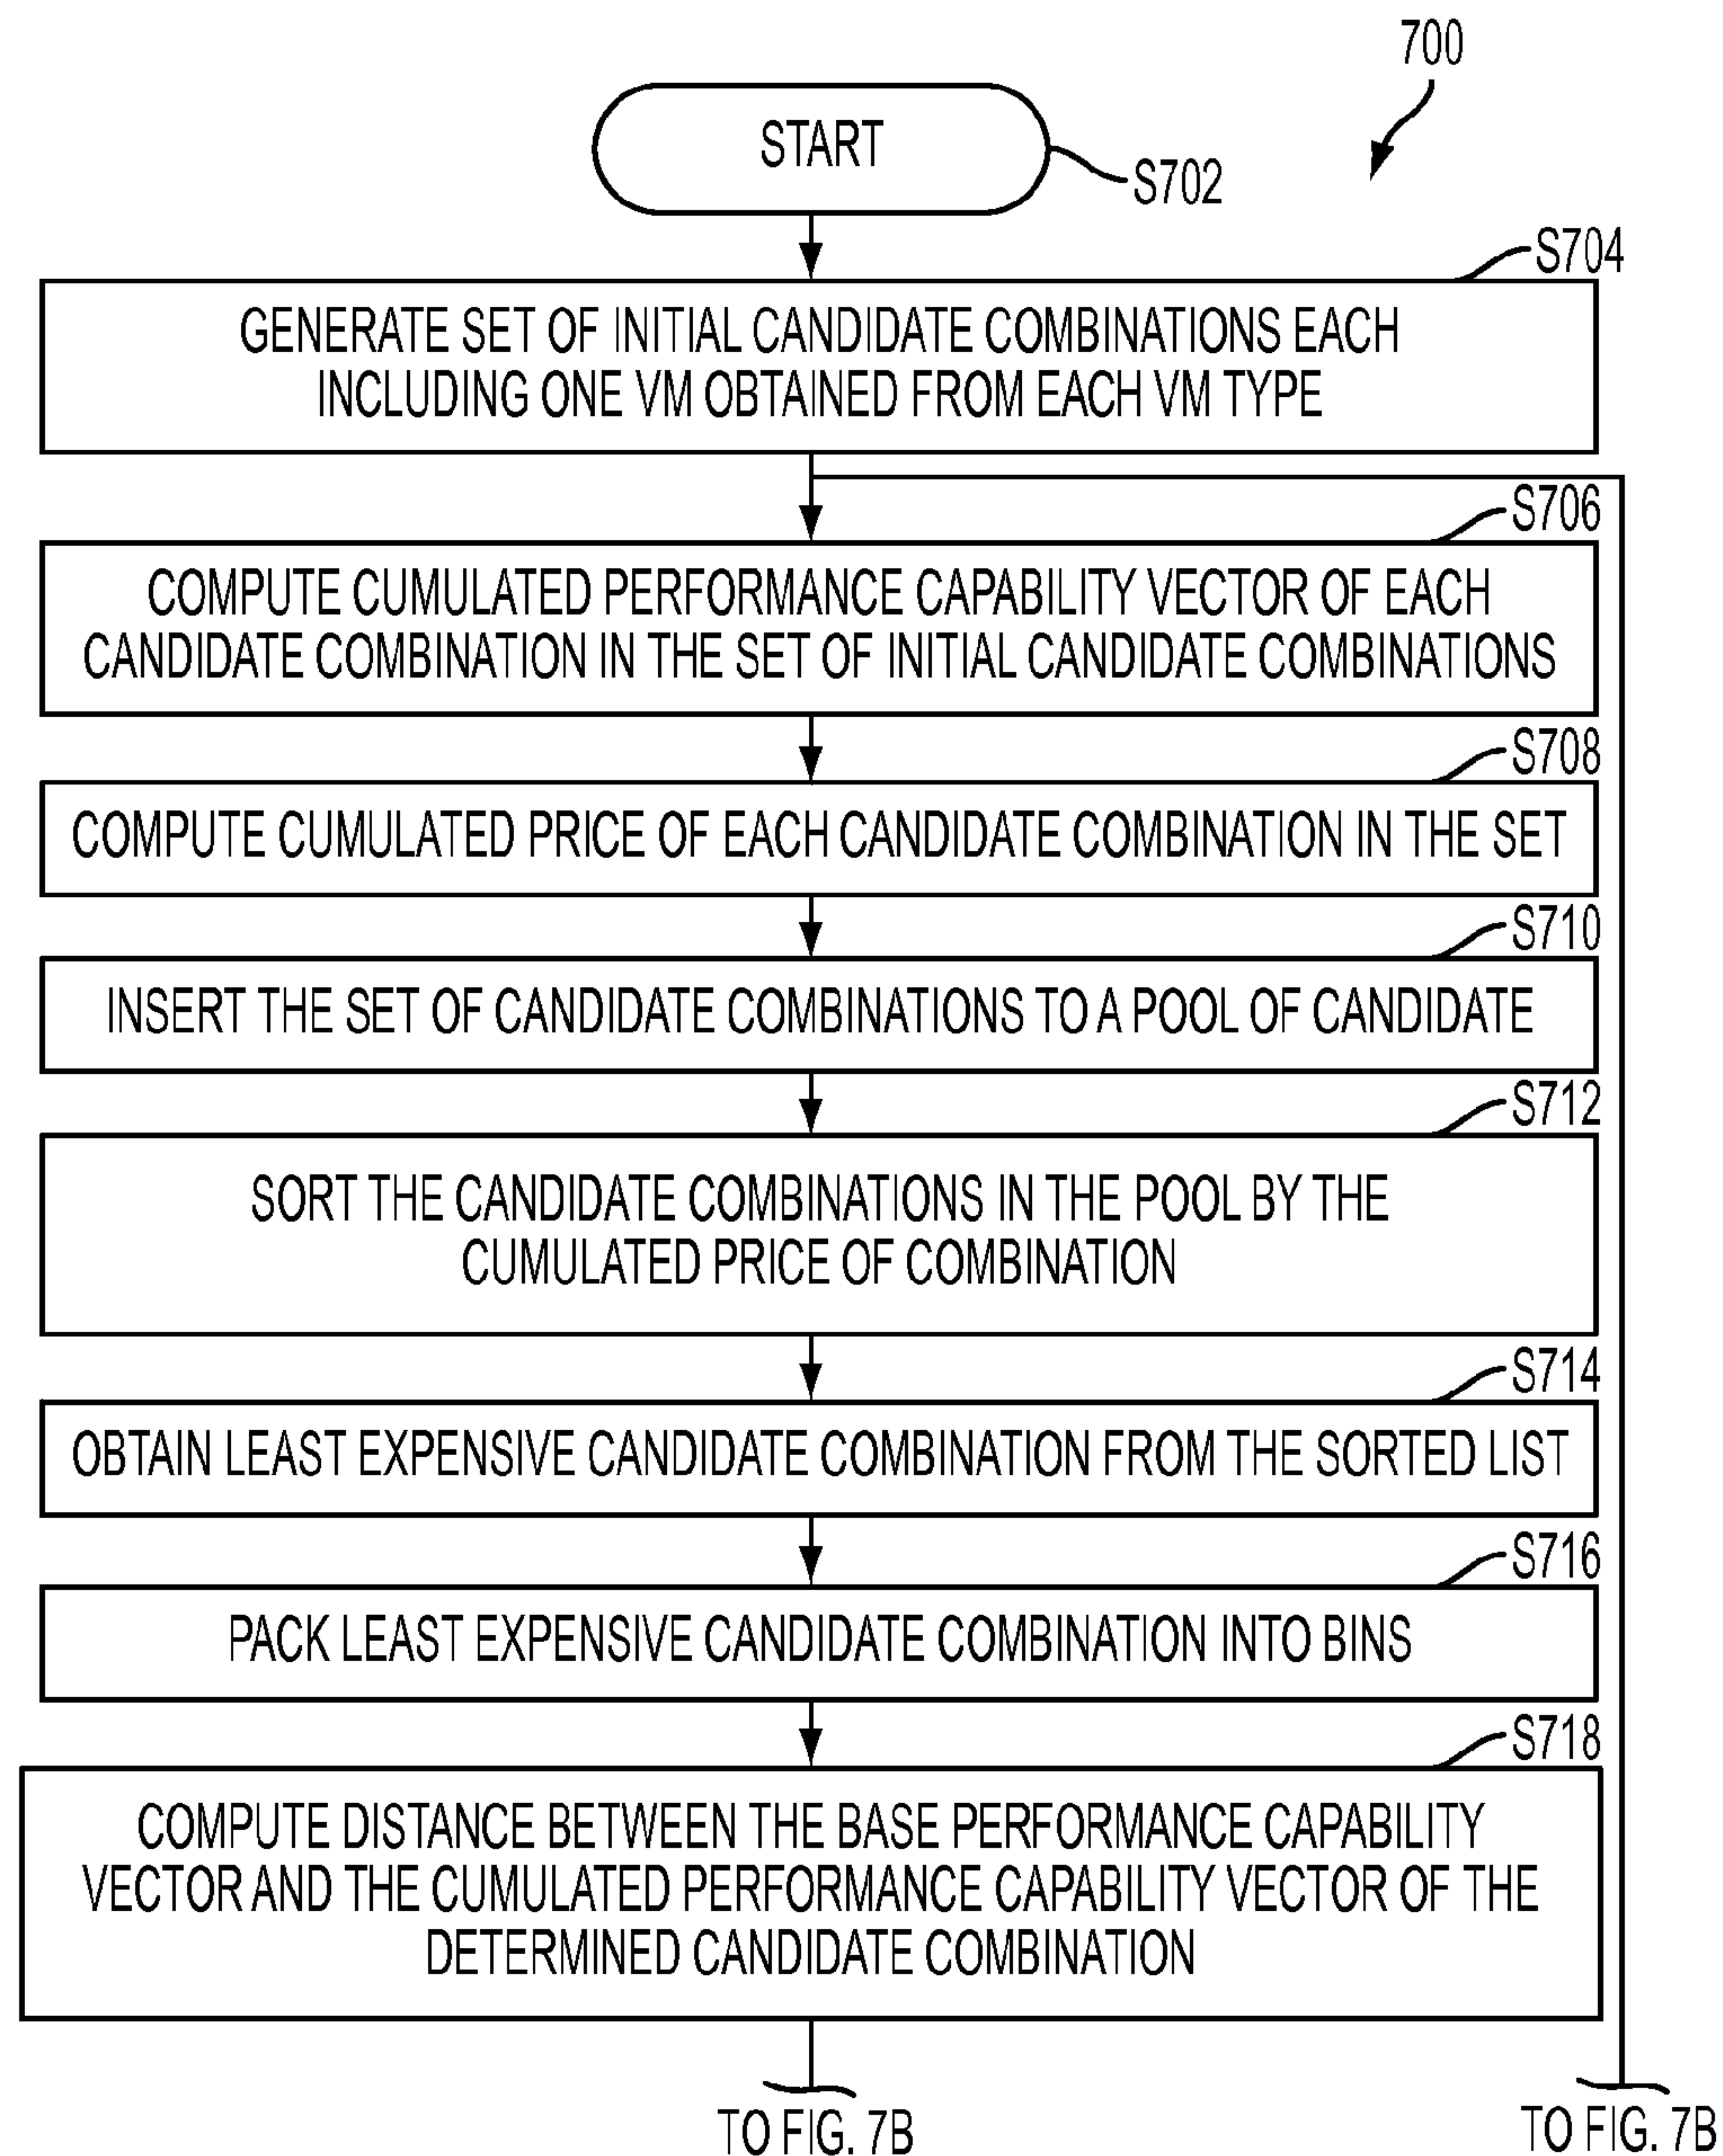 700
START
S702
S704
GENERATE SET OF INITIAL CANDIDATE COMBINATIONS EACH
INCLUDING ONE VM OBTAINED FROM EACH VM TYPE
S706
COMPUTE CUMULATED PERFORMANCE CAPABILITY VECTOR OF EACH
CANDIDATE COMBINATION IN THE SET OF INITIAL CANDIDATE COMBINATIONS
S708
COMPUTE CUMULATED PRICE OF EACH CANDIDATE COMBINATION IN THE SET
S710
INSERT THE SET OF CANDIDATE COMBINATIONS TO A POOL OF CANDIDATE
S712
SORT THE CANDIDATE COMBINATIONS IN THE POOL BY THE
CUMULATED PRICE OF COMBINATION
S714
OBTAIN LEAST EXPENSIVE CANDIDATE COMBINATION FROM THE SORTED LIST
S716
PACK LEAST EXPENSIVE CANDIDATE COMBINATION INTO BINS
S718
COMPUTE DISTANCE BETWEEN THE BASE PERFORMANCE CAPABILITY
VECTOR AND THE CUMULATED PERFORMANCE CAPABILITY VECTOR OF THE
DETERMINED CANDIDATE COMBINATION
TO FIG. 7B
TO FIG. 7B